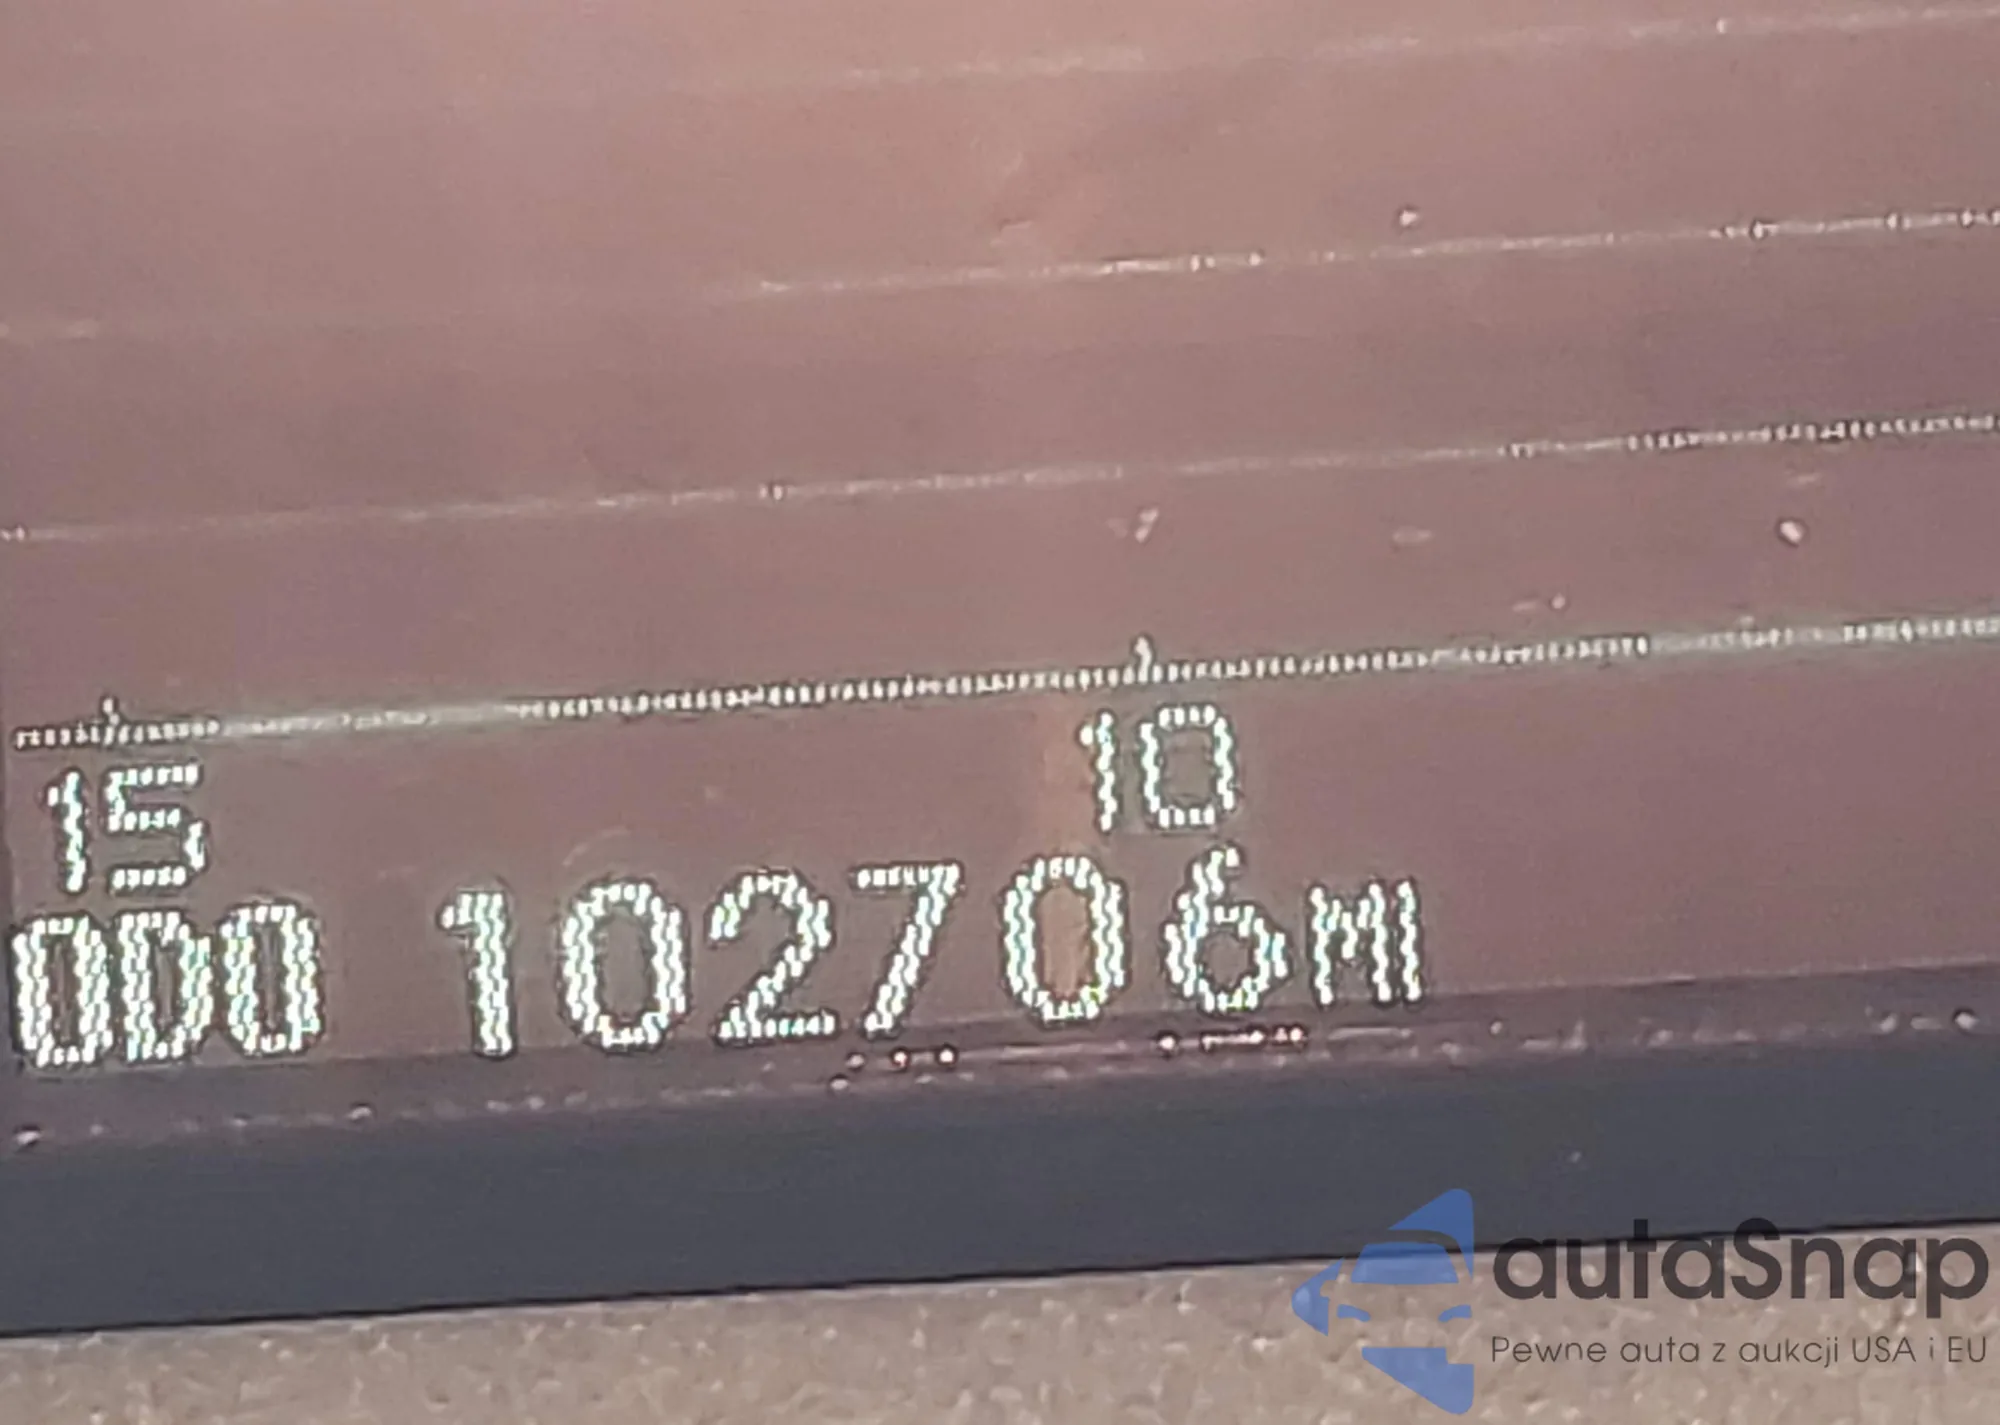 15 10
ODO 102706MI
autaSnap
Pewne auta z aukcji USA i EU